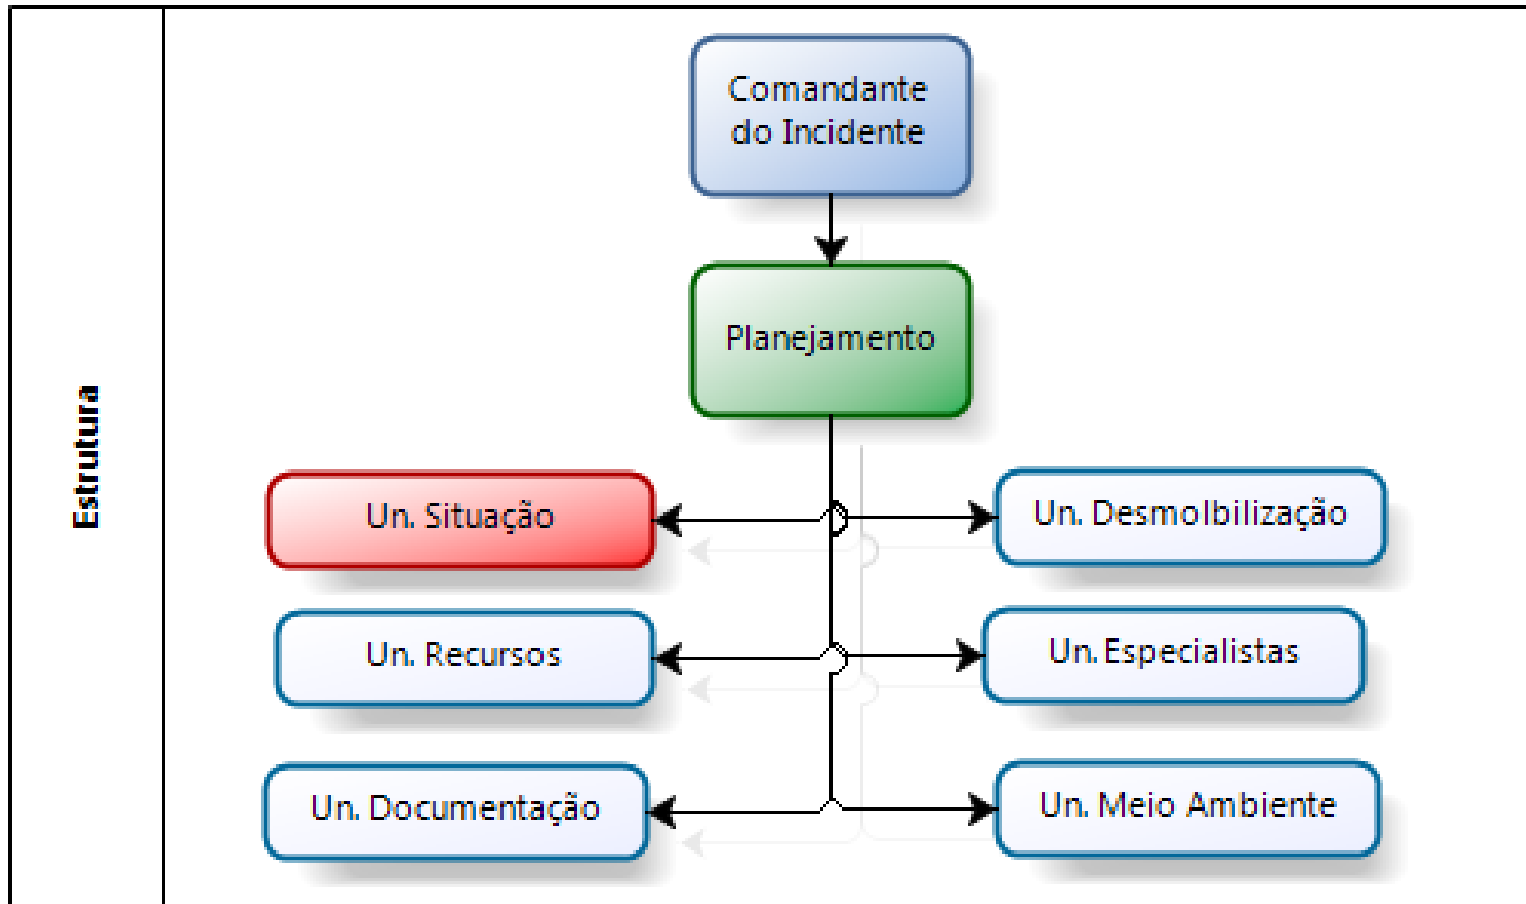 Estrutura
Comandante
do Incidente
Planejamento
Un. Situação
Un. Desmolbilização
Un. Recursos
Un. Especialistas
Un. Documentação
Un. Meio Ambiente